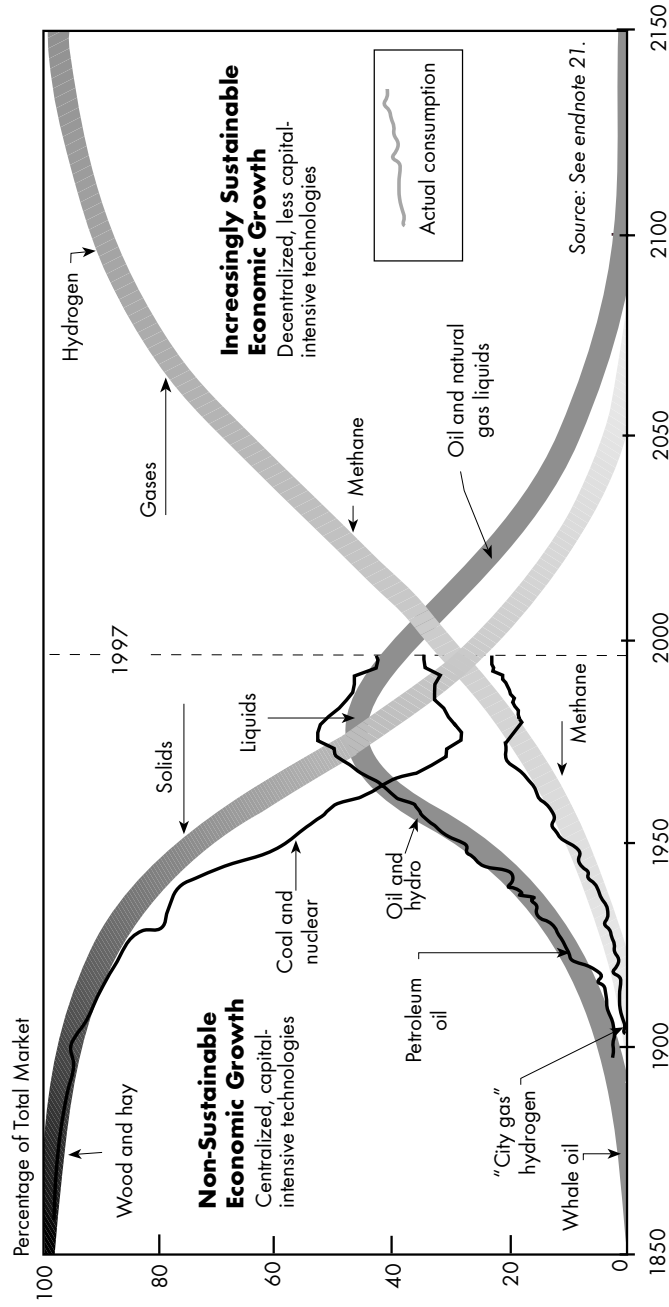 Percentage of Total Market
100
80
60
40
20
0
1850
1900
1950
2000
2050
2100
2150
Wood and hay
Non-Sustainable
Economic Growth
Centralized, capital-
intensive technologies
"City gas"
hydrogen
Whale oil
Petroleum
oil
Coal and
nuclear
Oil and
hydro
Solids
Liquids
1997
Methane
Gases
Methane
Hydrogen
Oil and natural
gas liquids
Increasingly Sustainable
Economic Growth
Decentralized, less capital-
intensive technologies
Actual consumption
Source: See endnote 21.